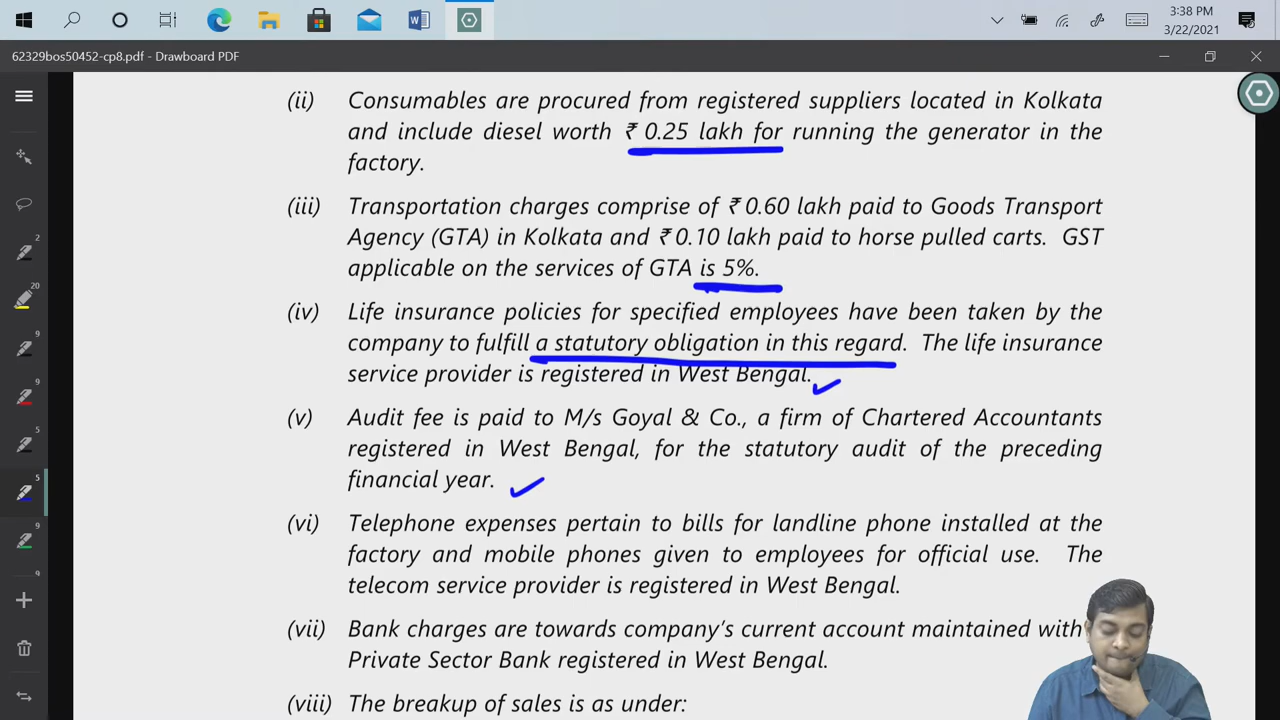 3:38 PM
3/22/2021
62329bos50452-cp8.pdf - Drawboard PDF
(ii) Consumables are procured from registered suppliers located in Kolkata
and include diesel worth ₹ 0.25 lakh for running the generator in the
factory.
(iii) Transportation charges comprise of ₹ 0.60 lakh paid to Goods Transport
Agency (GTA) in Kolkata and ₹ 0.10 lakh paid to horse pulled carts. GST
applicable on the services of GTA is 5%.
(iv) Life insurance policies for specified employees have been taken by the
company to fulfill a statutory obligation in this regard. The life insurance
service provider is registered in West Bengal.
(v) Audit fee is paid to M/s Goyal & Co., a firm of Chartered Accountants
registered in West Bengal, for the statutory audit of the preceding
financial year.
(vi) Telephone expenses pertain to bills for landline phone installed at the
factory and mobile phones given to employees for official use. The
telecom service provider is registered in West Bengal.
(vii) Bank charges are towards company's current account maintained with
Private Sector Bank registered in West Bengal.
(viii) The breakup of sales is as under:
2
20
9
9
5
5
9
9